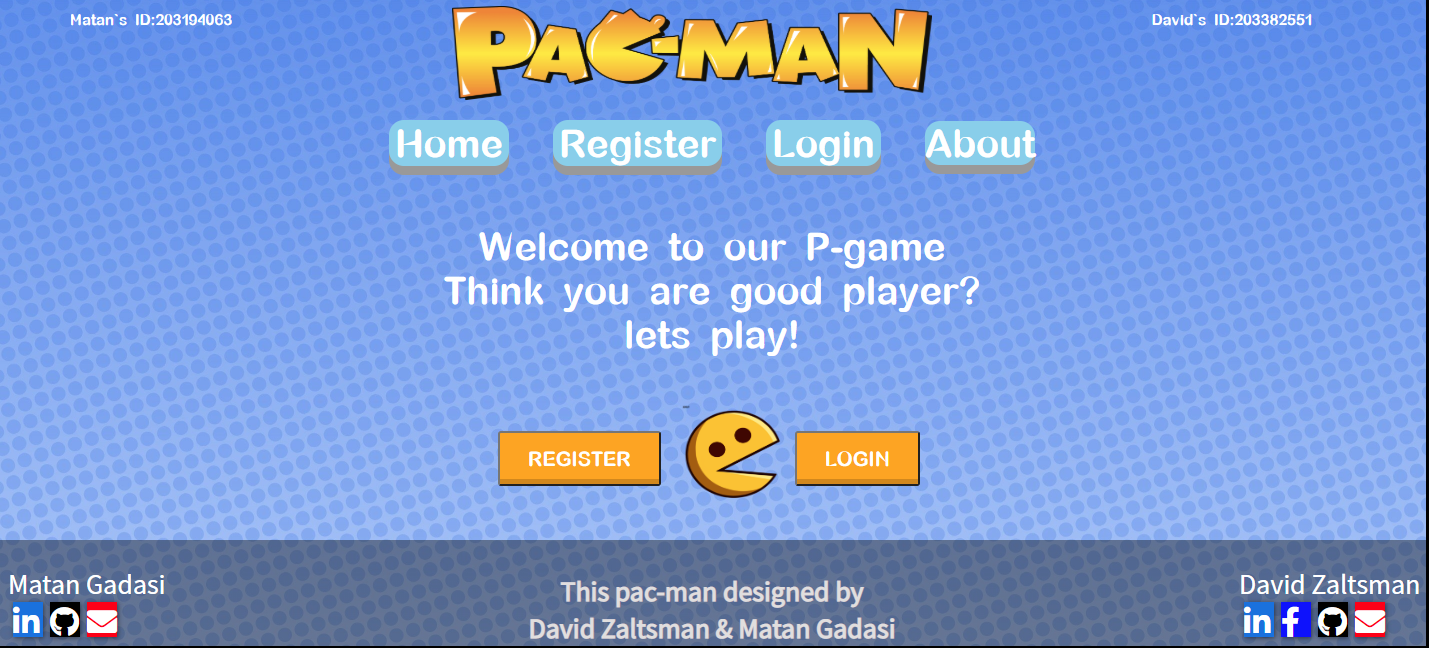 Matan`s ID:203194063
PAC-MAN
David`s ID:203382551
Home Register Login About
Welcome to our P-game
Think you are good player?
lets play!
REGISTER LOGIN
Matan Gadasi
David Zaltsman
This pac-man designed by
David Zaltsman & Matan Gadasi
in
in f